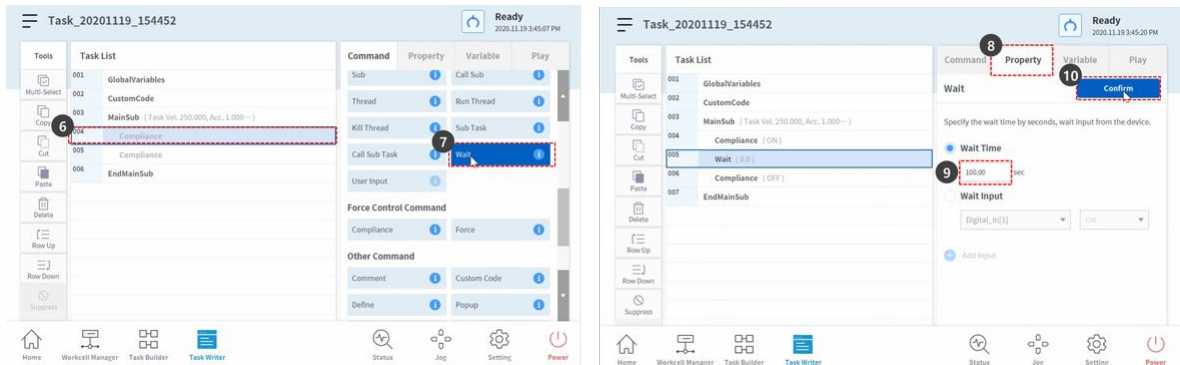 Task_20201119_154452
Ready
2020.11.19 3:45:07 PM
Tools
Task List
Command
Property
Variable
Play
Multi-Select
Copy
Cut
Paste
Delete
Row Up
Row Down
Suppress
001 GlobalVariables
002 CustomCode
003 MainSub ( Task Vel. 250.000, Acc. 1.000··· )
6
004 Compliance
005 Compliance
006 EndMainSub
Sub
Call Sub
Thread
Run Thread
Kill Thread
Sub Task
7
Call Sub Task
Wait
User Input
Force Control Command
Compliance
Force
Other Command
Comment
Custom Code
Define
Popup
Home
Workcell Manager
Task Builder
Task Writer
Status
Jog
Setting
Power
Task_20201119_154452
Ready
2020.11.19 3:45:20 PM
8
Tools
Task List
Command
Property
Variable
Play
Multi-Select
Copy
Cut
Paste
Delete
Row Up
Row Down
Suppress
001 GlobalVariables
002 CustomCode
003 MainSub ( Task Vel. 250.000, Acc. 1.000··· )
004 Compliance ( ON )
005 Wait ( 0.0 )
006 Compliance ( OFF )
007 EndMainSub
10
Wait
Confirm
Specify the wait time by seconds, wait input from the device.
Wait Time
9
100.00 sec
Wait Input
Digital_In[1]
ON
Add Input
Home
Workcell Manager
Task Builder
Task Writer
Status
Jog
Setting
Power